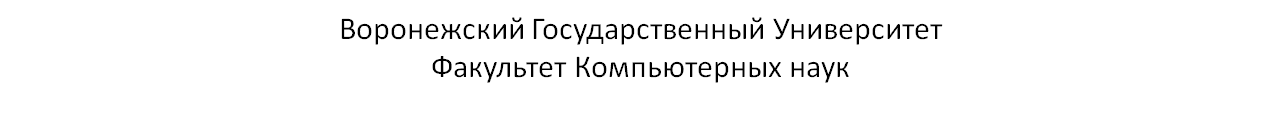 Воронежский Государственный Университет
Факультет Компьютерных наук